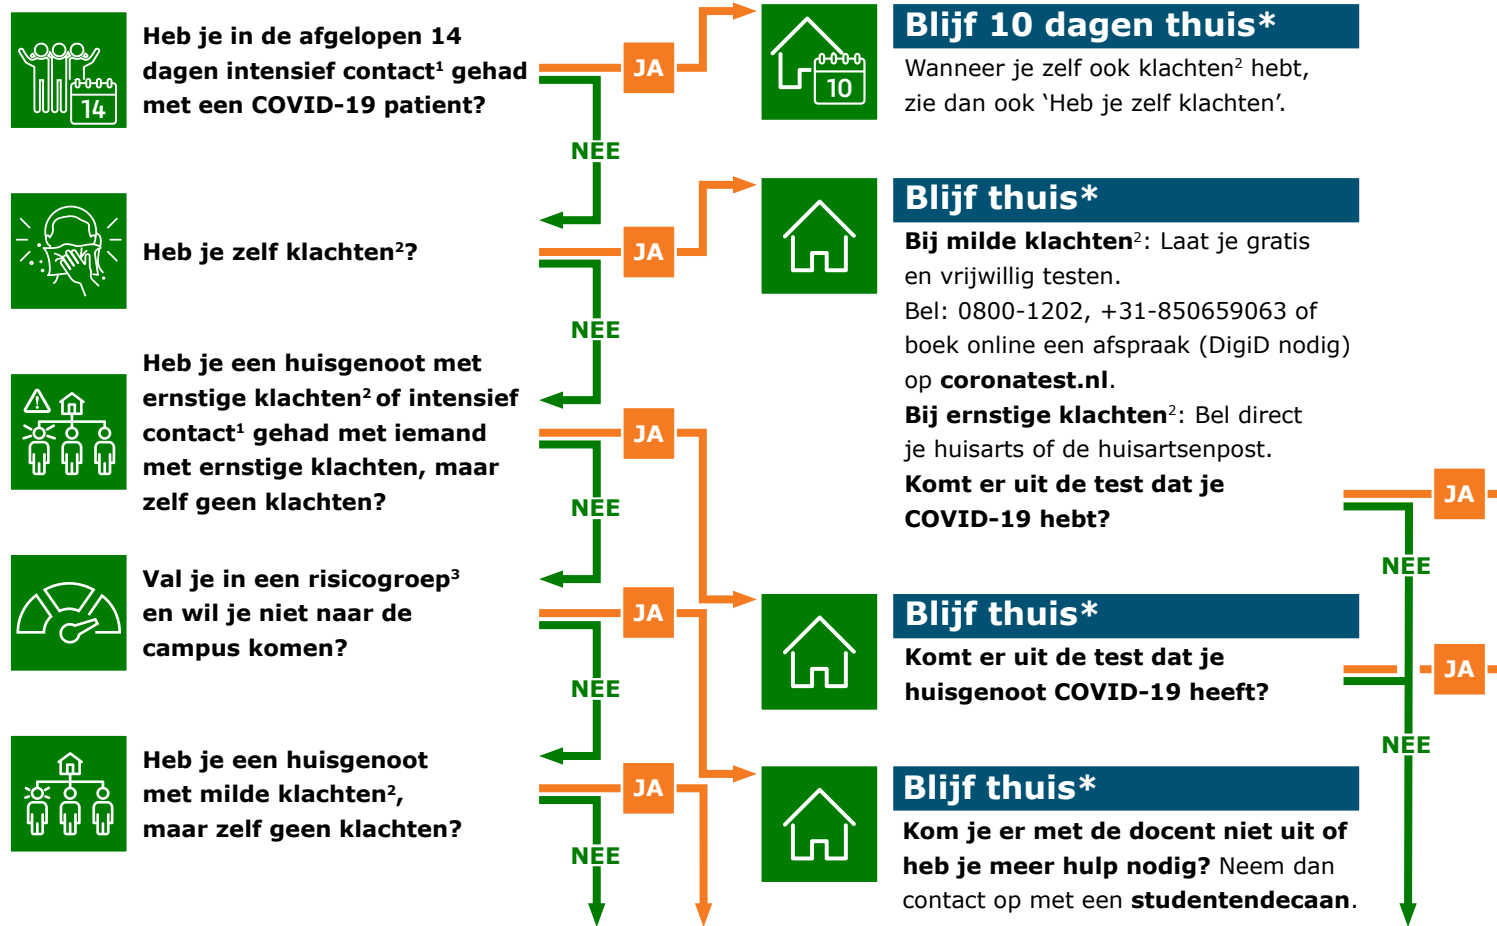 Heb je in de afgelopen 14
dagen intensief contact¹ gehad
met een COVID-19 patient?
14
JA
NEE
10
Blijf 10 dagen thuis*
Wanneer je zelf ook klachten² hebt,
zie dan ook ‘Heb je zelf klachten’.
Heb je zelf klachten²?
JA
NEE
Blijf thuis*
Bij milde klachten²: Laat je gratis
en vrijwillig testen.
Bel: 0800-1202, +31-850659063 of
boek online een afspraak (DigiD nodig)
op coronatest.nl.
Bij ernstige klachten²: Bel direct
je huisarts of de huisartsenpost.
Komt er uit de test dat je
COVID-19 hebt?
JA
NEE
Heb je een huisgenoot met
ernstige klachten² of intensief
contact¹ gehad met iemand
met ernstige klachten, maar
zelf geen klachten?
JA
NEE
Blijf thuis*
Komt er uit de test dat je
huisgenoot COVID-19 heeft?
JA
NEE
Val je in een risicogroep³
en wil je niet naar de
campus komen?
JA
NEE
Blijf thuis*
Kom je er met de docent niet uit of
heb je meer hulp nodig? Neem dan
contact op met een studentendecaan.
Heb je een huisgenoot
met milde klachten²,
maar zelf geen klachten?
JA
NEE